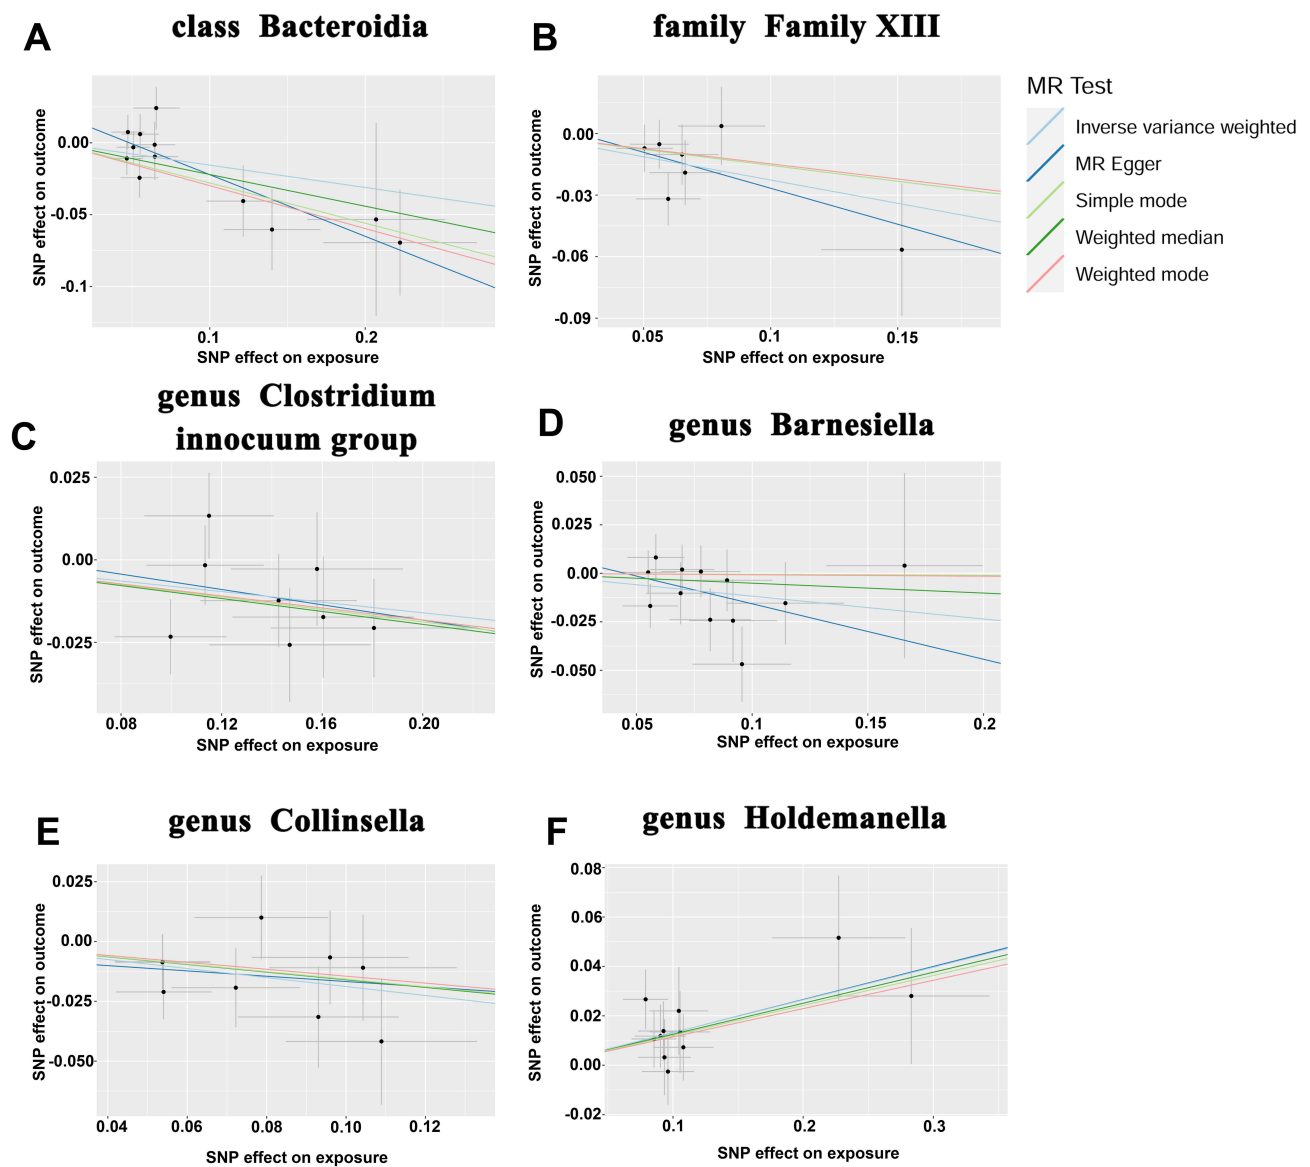 A
class Bacteroidia
SNP effect on outcome
0.00
-0.05
-0.1
0.1
0.2
SNP effect on exposure
B
family Family XIII
SNP effect on outcome
0.00
-0.03
-0.06
-0.09
0.05
0.1
0.15
SNP effect on exposure
MR Test
Inverse variance weighted
MR Egger
Simple mode
Weighted median
Weighted mode
C
genus Clostridium
innocuum group
SNP effect on outcome
0.025
0.00
-0.025
0.08
0.12
0.16
0.20
SNP effect on exposure
D
genus Barnesiella
SNP effect on outcome
0.050
0.025
0.00
-0.025
-0.050
0.05
0.1
0.15
0.2
SNP effect on exposure
E
genus Collinsella
SNP effect on outcome
0.025
0.00
-0.025
-0.050
0.04
0.06
0.08
0.10
0.12
SNP effect on exposure
F
genus Holdemanella
SNP effect on outcome
0.08
0.06
0.04
0.02
0.00
-0.02
0.1
0.2
0.3
SNP effect on exposure